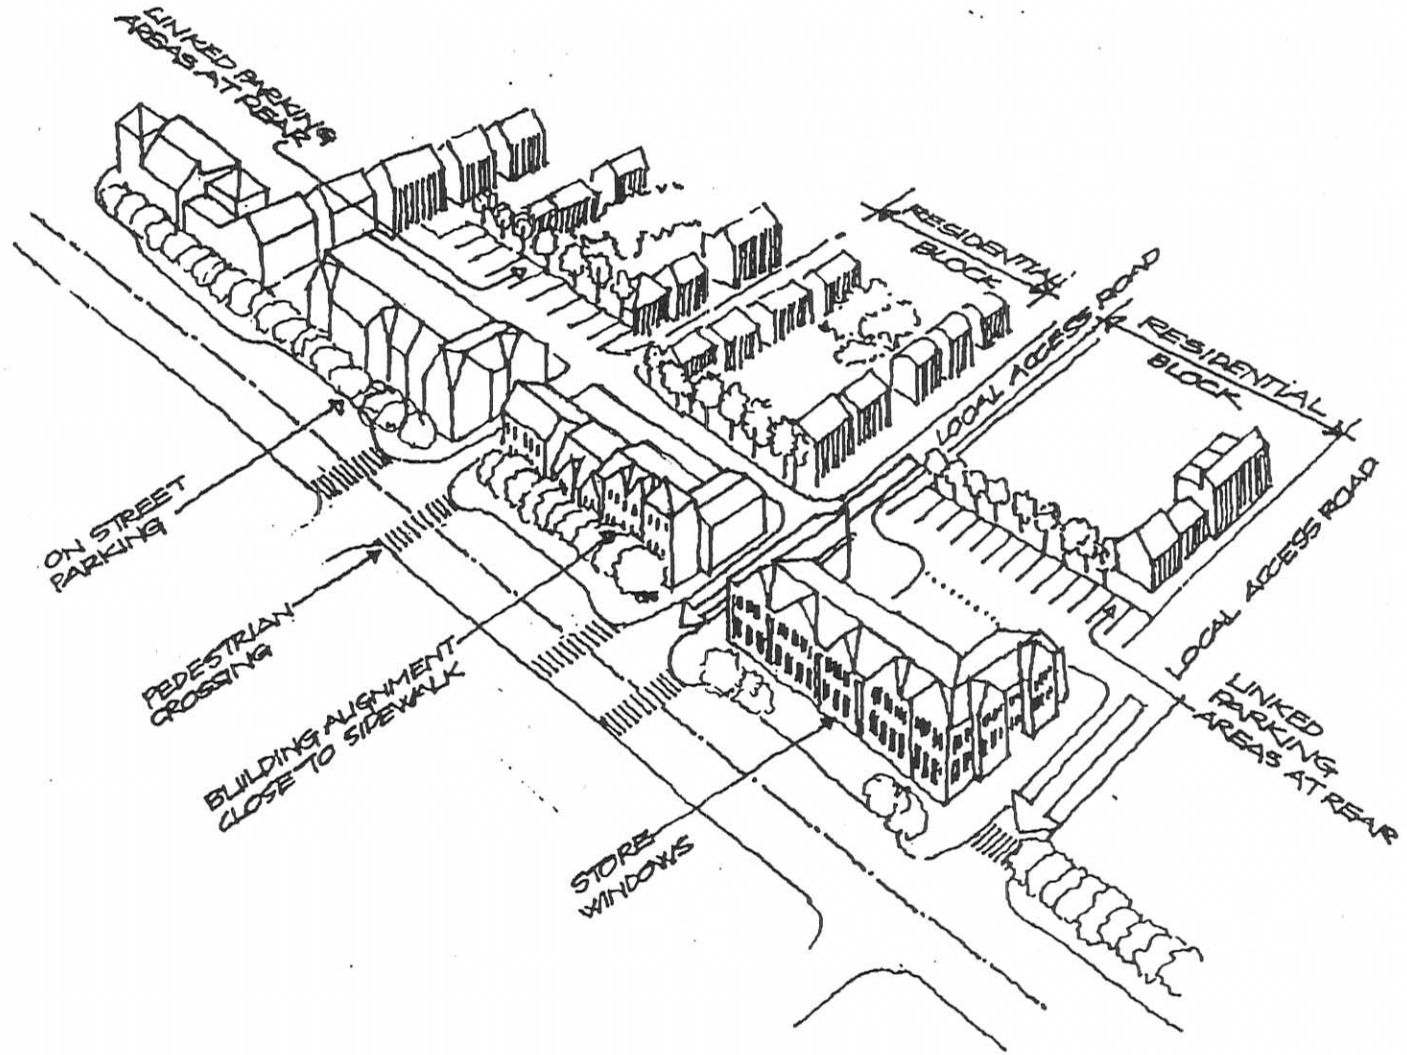 LINKED PARKING
AREAS AT REAR
RESIDENTIAL
BLOCK
LOCAL ACCESS ROAD
RESIDENTIAL
BLOCK
LOCAL ACCESS ROAD
ON STREET
PARKING
PEDESTRIAN
CROSSING
BUILDING ALIGNMENT
CLOSE TO SIDEWALK
STORE
WINDOWS
LINKED
PARKING
AREAS AT REAR